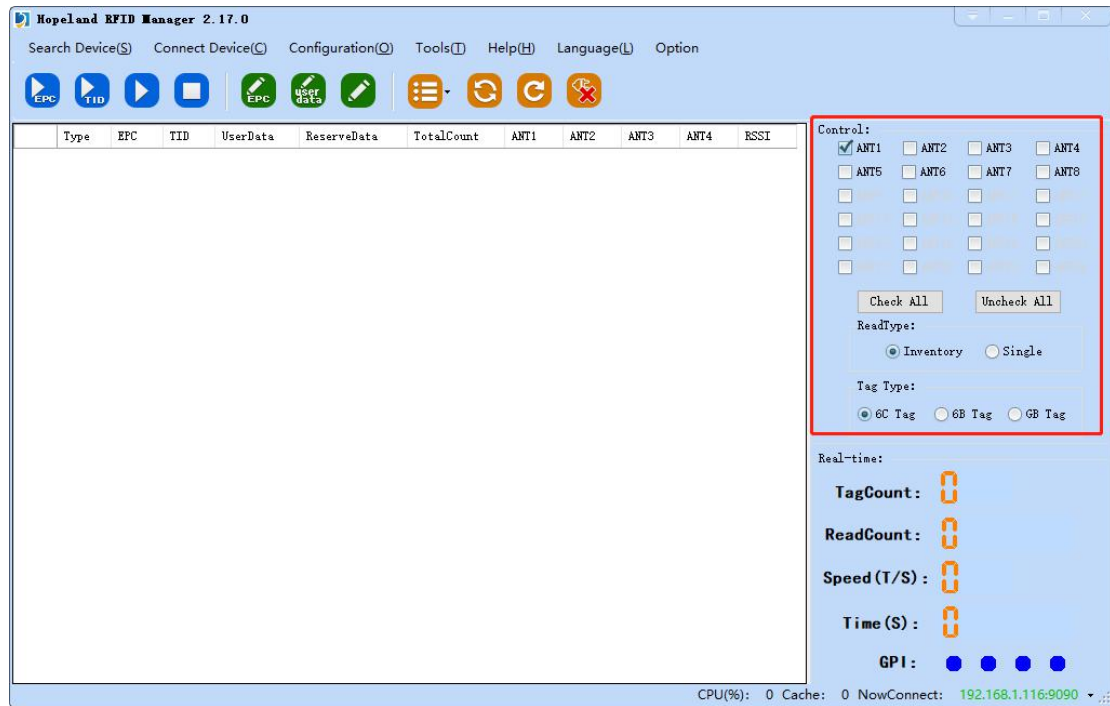 Hopeland RFID Manager 2.17.0
Search Device(S) Connect Device(C) Configuration(O) Tools(T) Help(H) Language(L) Option
EPC TID EPC user data
Type EPC TID UserData ReserveData TotalCount ANT1 ANT2 ANT3 ANT4 RSSI
Control:
ANT1 ANT2 ANT3 ANT4
ANT5 ANT6 ANT7 ANT8
Check All Uncheck All
ReadType:
Inventory Single
Tag Type:
6C Tag 6B Tag GB Tag
Real-time:
TagCount: 0
ReadCount: 0
Speed(T/S): 0
Time(S): 0
GPI:
CPU(%): 0 Cache: 0 NowConnect: 192.168.1.116:9090